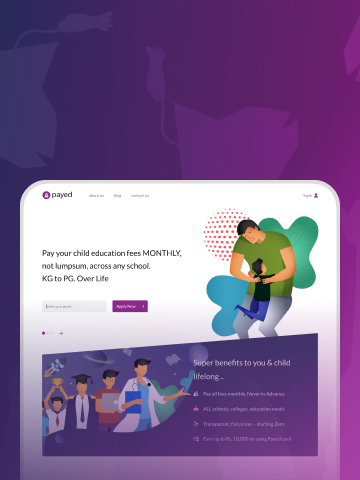 payed
about us   blog   contact us   login
Pay your child education fees MONTHLY,
not lumpsum, across any school.
KG to PG. Over Life
Apply Now
Super benefits to you & child
lifelong ..
Pay all fees monthly. Never In Advance
ALL schools, colleges, education needs
Transparent, flat prices - starting Zero
Earn up to Rs. 10,000 by using Payed card